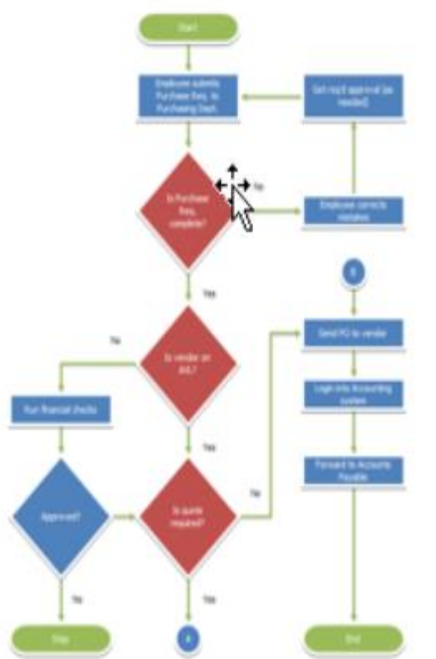 Start
Employee submits
Purchase Req. to
Purchasing Dept.
Get req'd approval (as
needed)
Is Purchase
Req.
complete?
No
Employee corrects
mistakes
Yes
No
Is vendor on
Send PO to vendor
Run financial checks
Login into Accounting
system
Yes
Forward to Accounts
Payable
Approved?
Is quote
required?
No
No
Yes
Stop
A
End